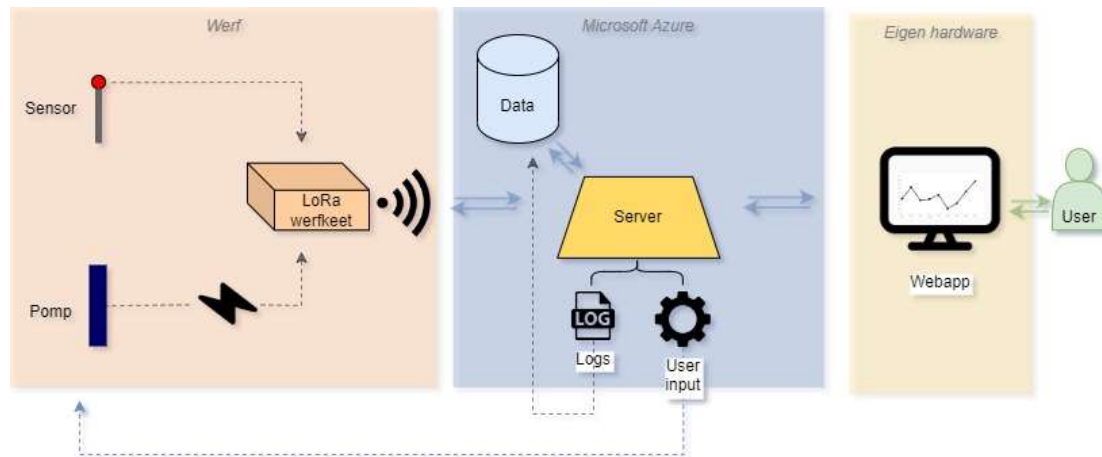 Werf
Sensor
LoRa
werfkeet
Pomp
Microsoft Azure
Data
Server
LOG
Logs
User
input
Eigen hardware
Webapp
User